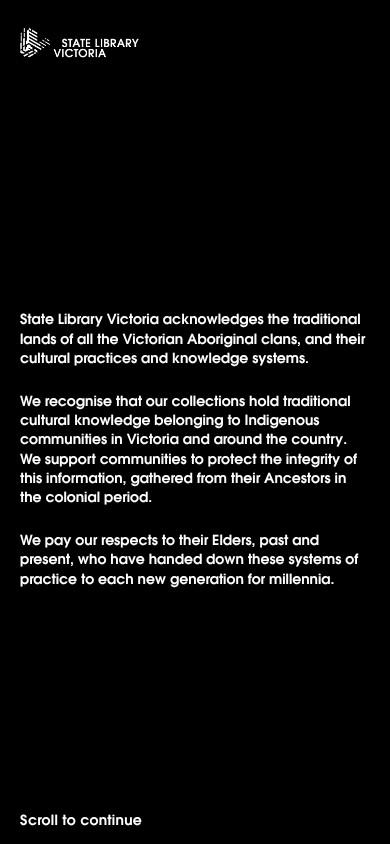 STATE LIBRARY
VICTORIA
State Library Victoria acknowledges the traditional
lands of all the Victorian Aboriginal clans, and their
cultural practices and knowledge systems.
We recognise that our collections hold traditional
cultural knowledge belonging to Indigenous
communities in Victoria and around the country.
We support communities to protect the integrity of
this information, gathered from their Ancestors in
the colonial period.
We pay our respects to their Elders, past and
present, who have handed down these systems of
practice to each new generation for millennia.
Scroll to continue